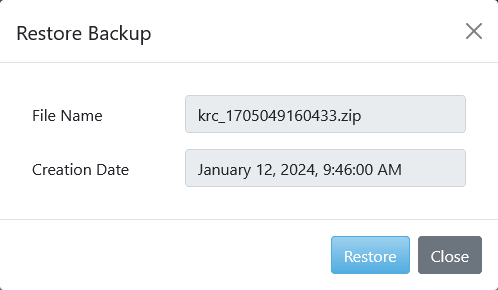 Restore Backup
File Name krc_1705049160433.zip
Creation Date January 12, 2024, 9:46:00 AM
Restore Close